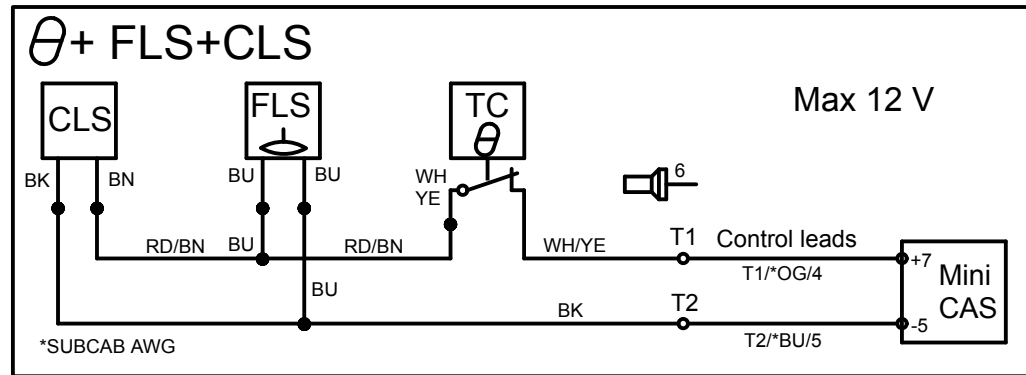 θ+ FLS+CLS
Max 12 V
CLS
FLS
TC
θ
BK
BN
BU
BU
WH
YE
6
RD/BN
BU
RD/BN
WH/YE
T1
Control leads
T1/*OG/4
+7
Mini
CAS
BU
BK
T2
-5
T2/*BU/5
*SUBCAB AWG